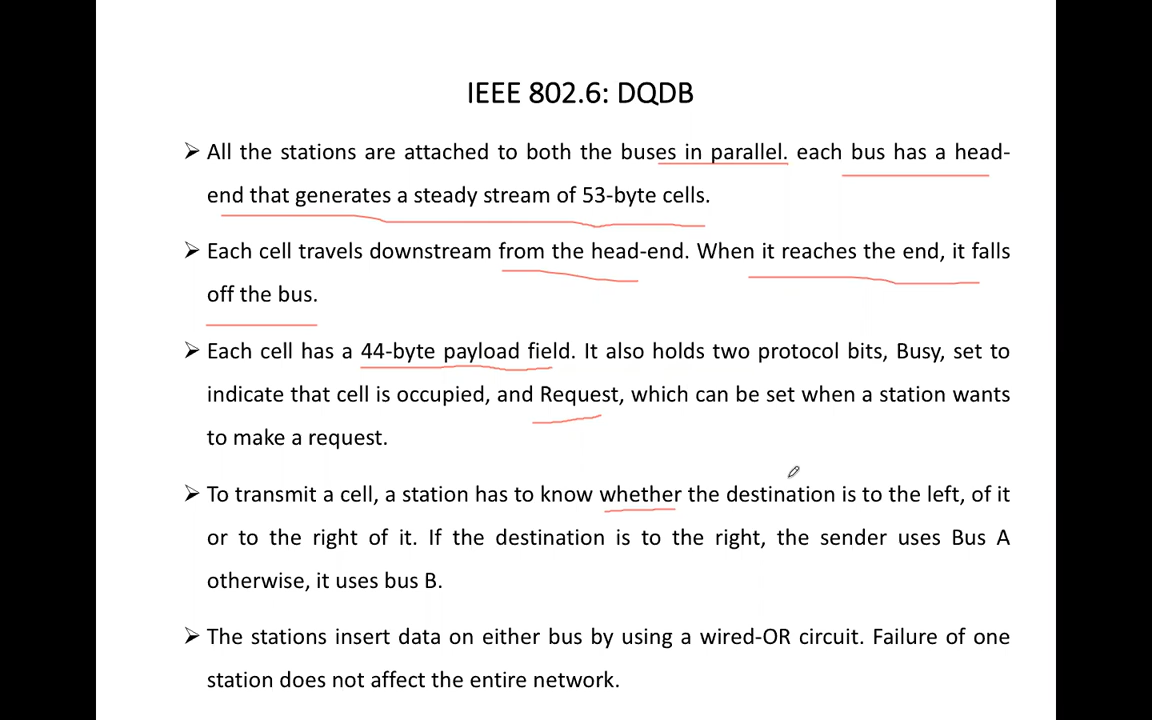 IEEE 802.6: DQDB
➢ All the stations are attached to both the buses in parallel. each bus has a head-
end that generates a steady stream of 53-byte cells.
➢ Each cell travels downstream from the head-end. When it reaches the end, it falls
off the bus.
➢ Each cell has a 44-byte payload field. It also holds two protocol bits, Busy, set to
indicate that cell is occupied, and Request, which can be set when a station wants
to make a request.
➢ To transmit a cell, a station has to know whether the destination is to the left, of it
or to the right of it. If the destination is to the right, the sender uses Bus A
otherwise, it uses bus B.
➢ The stations insert data on either bus by using a wired-OR circuit. Failure of one
station does not affect the entire network.